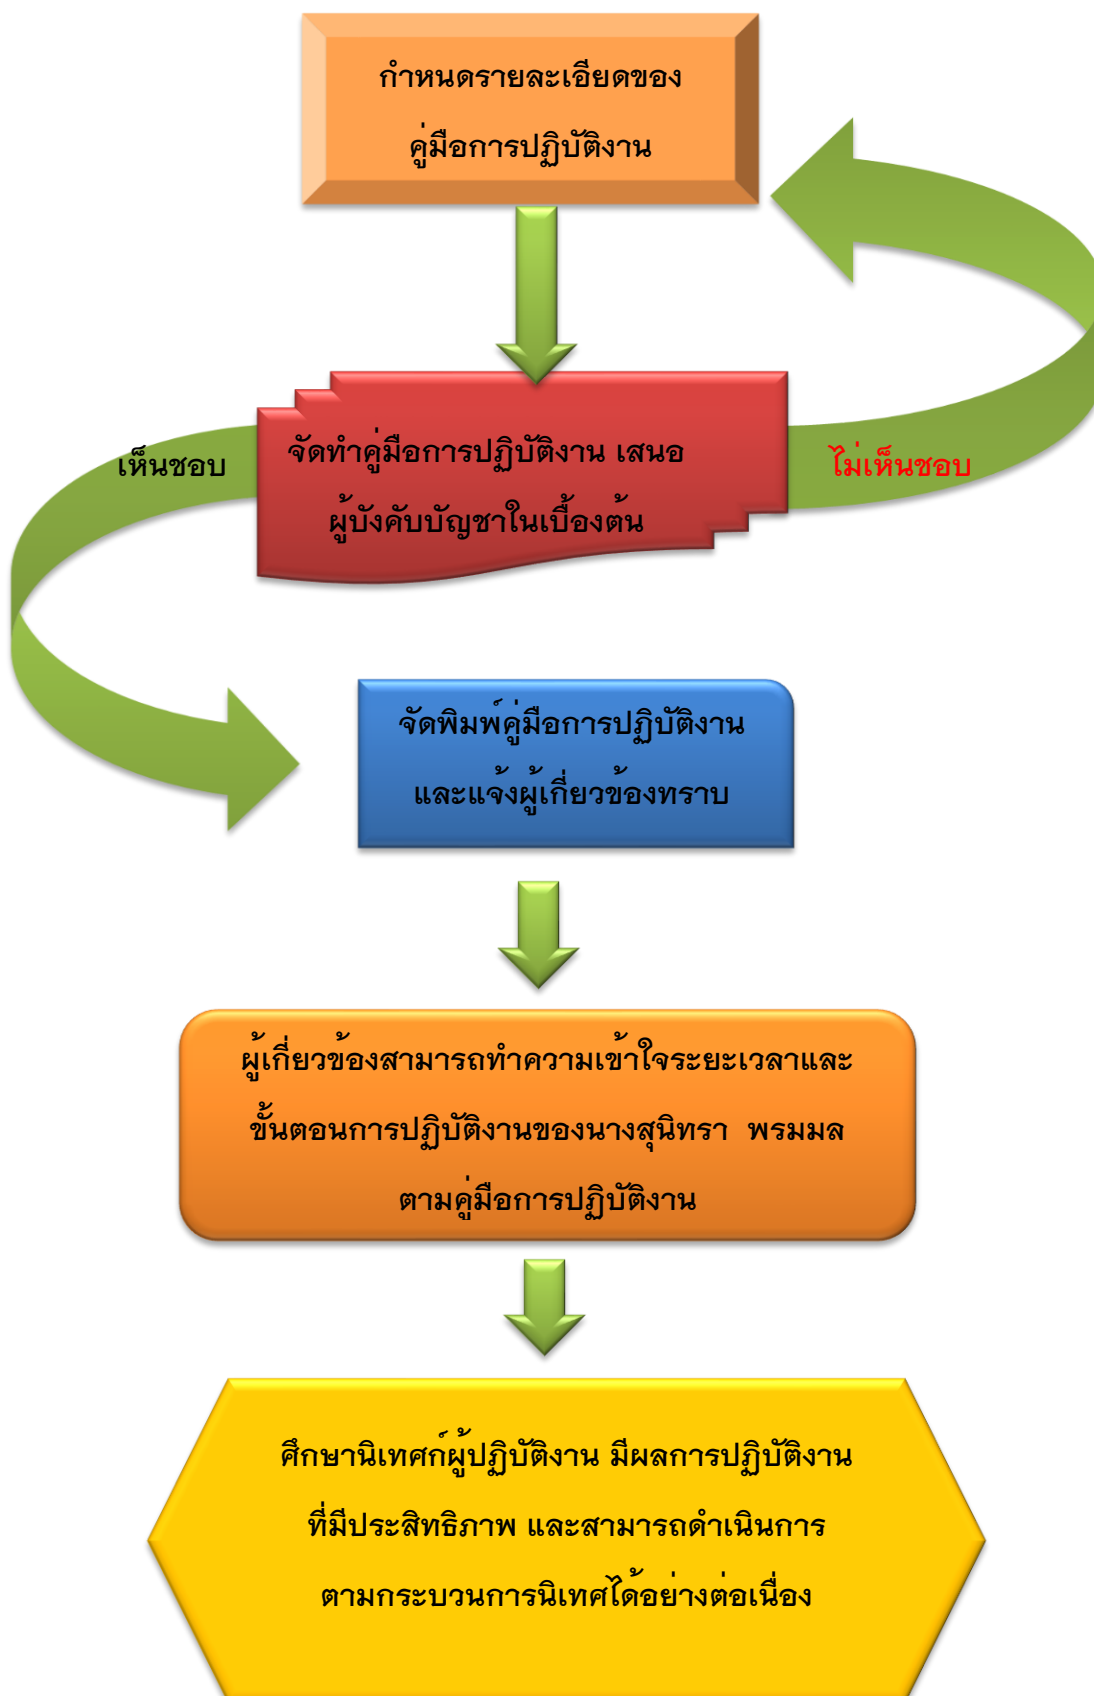 กำหนดรายละเอียดของ
คู่มือการปฏิบัติงาน
เห็นชอบ
จัดทำคู่มือการปฏิบัติงาน เสนอ
ผู้บังคับบัญชาในเบื้องต้น
ไม่เห็นชอบ
จัดพิมพ์คู่มือการปฏิบัติงาน
และแจ้งผู้เกี่ยวข้องทราบ
ผู้เกี่ยวข้องสามารถทำความเข้าใจระยะเวลาและ
ขั้นตอนการปฏิบัติงานของนางสุนิทรา พรมมล
ตามคู่มือการปฏิบัติงาน
ศึกษานิเทศก์ผู้ปฏิบัติงาน มีผลการปฏิบัติงาน
ที่มีประสิทธิภาพ และสามารถดำเนินการ
ตามกระบวนการนิเทศได้อย่างต่อเนื่อง